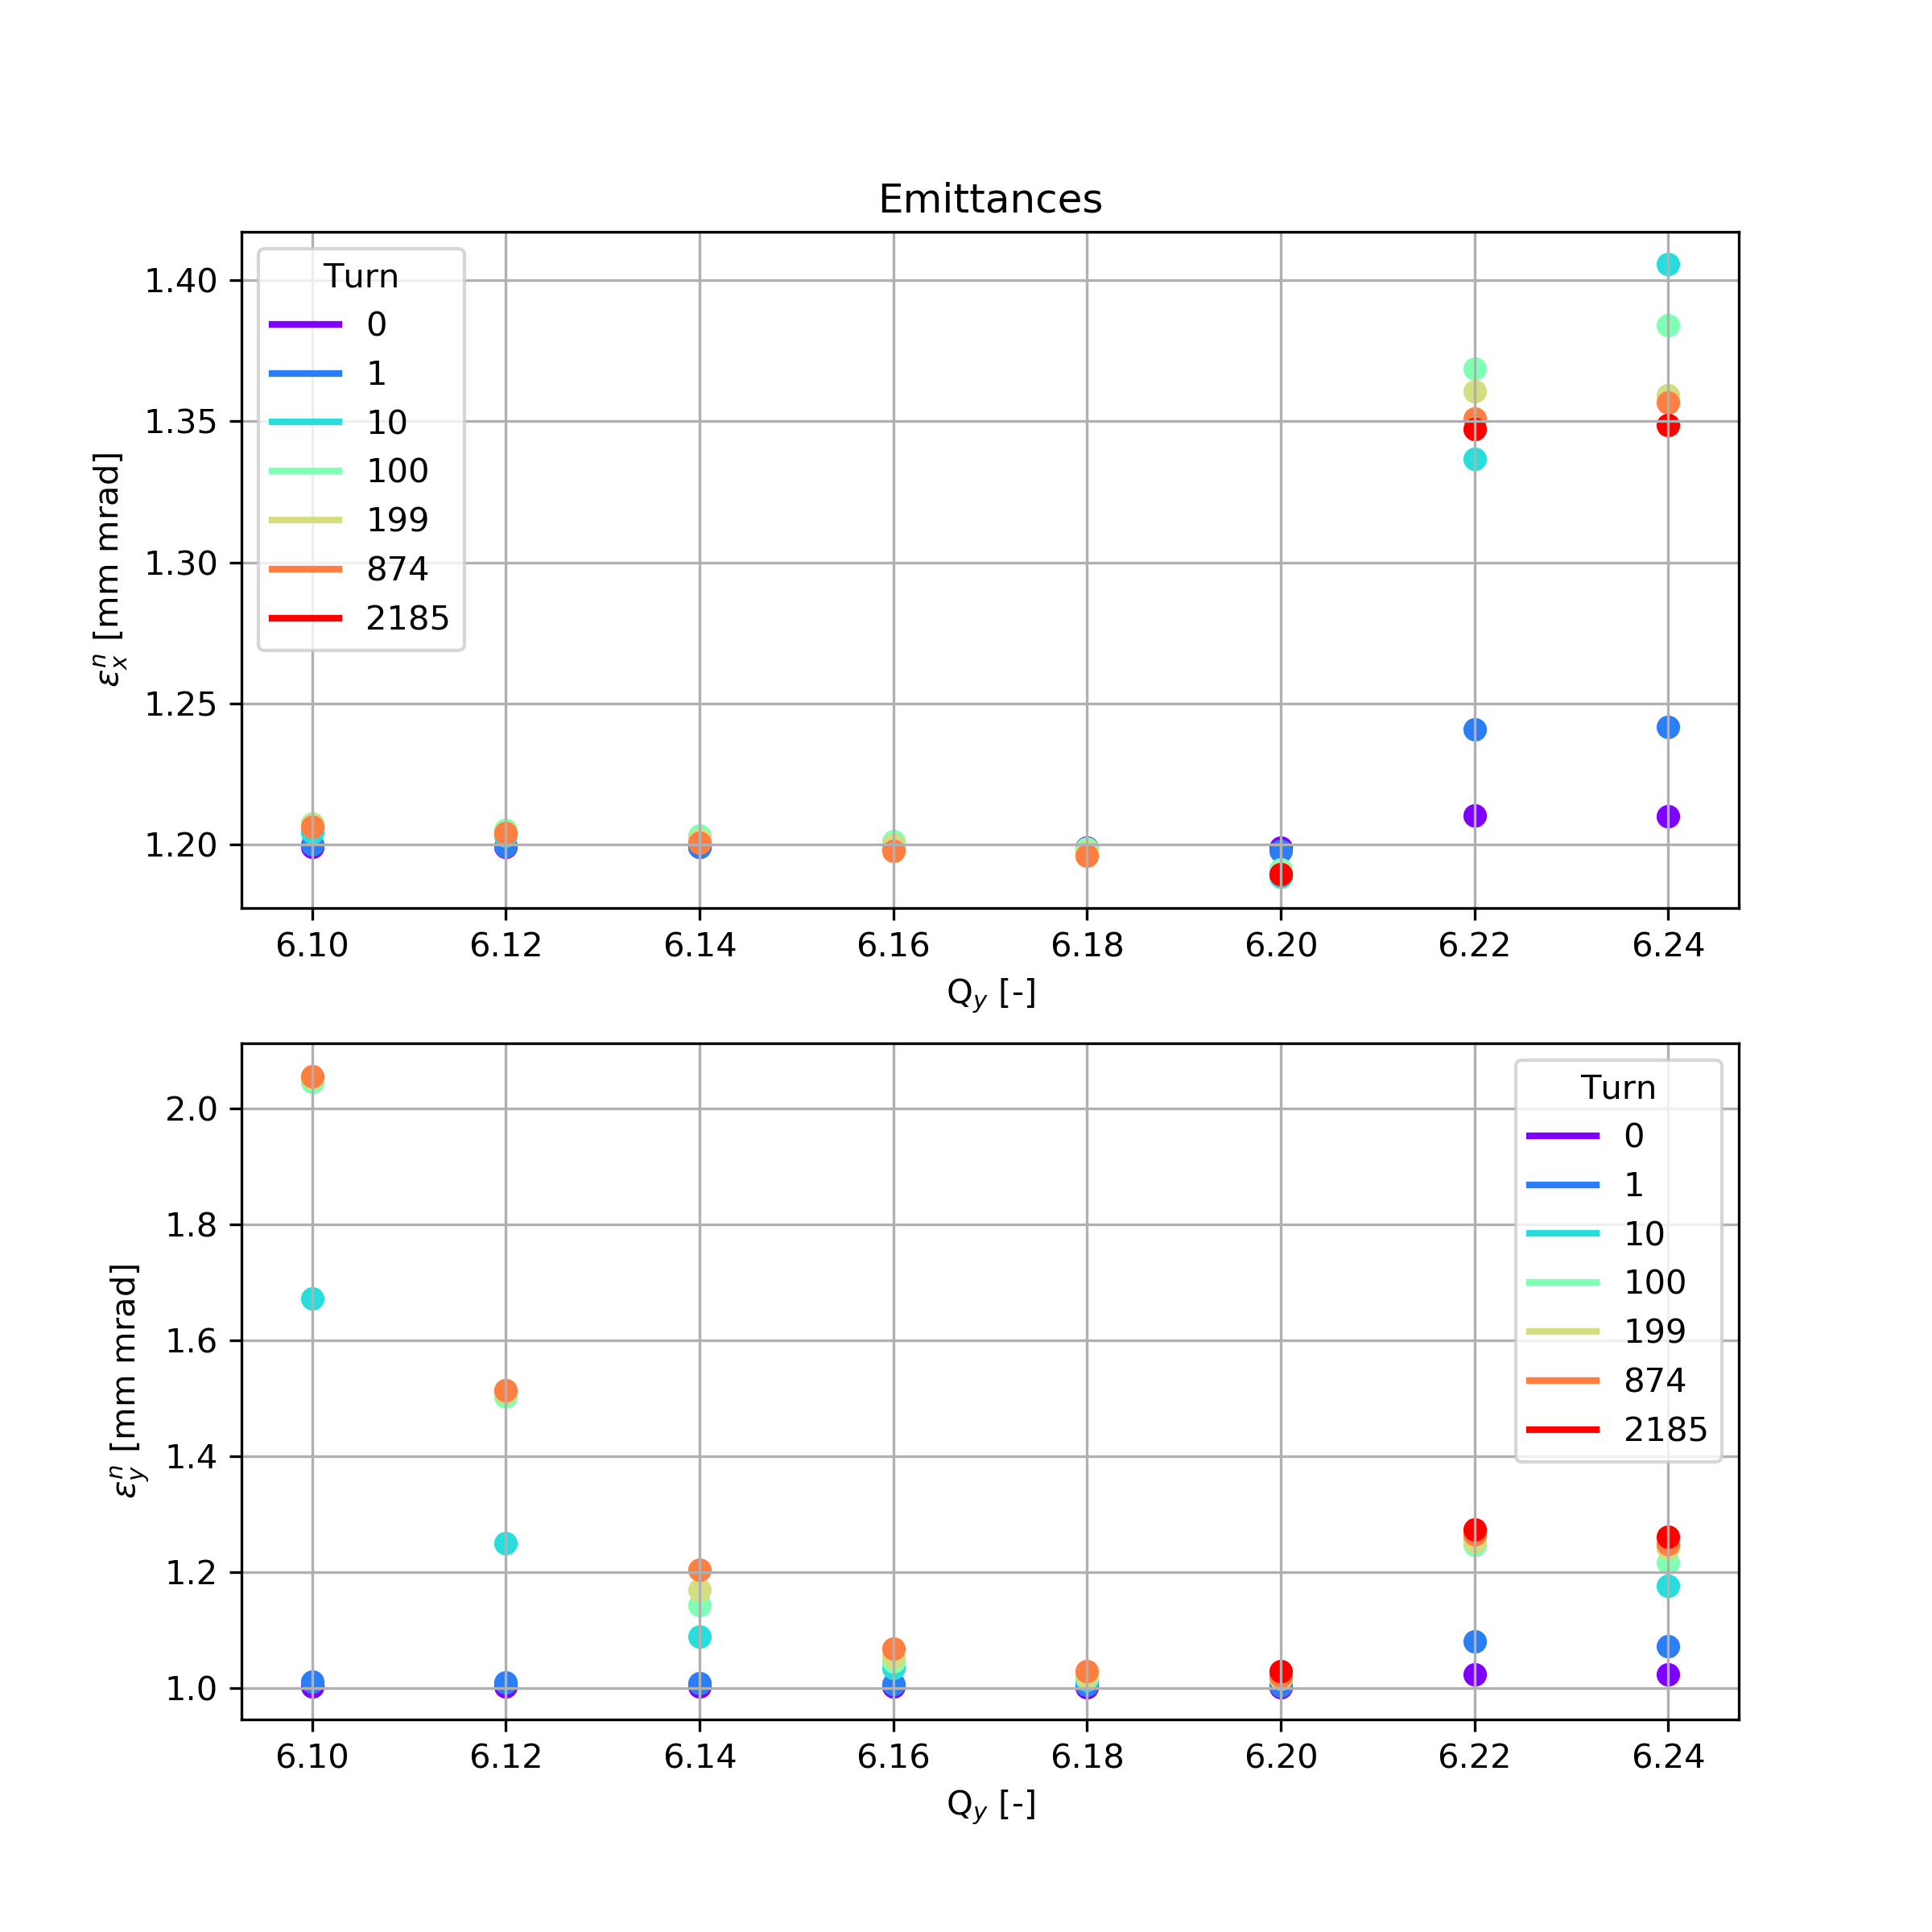 Emittances
1.40
1.35
1.30
1.25
1.20
εₓⁿ [mm mrad]
Turn
0
1
10
100
199
874
2185
6.10 6.12 6.14 6.16 6.18 6.20 6.22 6.24
Q_y [-]
2.0
1.8
1.6
1.4
1.2
1.0
ε_yⁿ [mm mrad]
Turn
0
1
10
100
199
874
2185
6.10 6.12 6.14 6.16 6.18 6.20 6.22 6.24
Q_y [-]